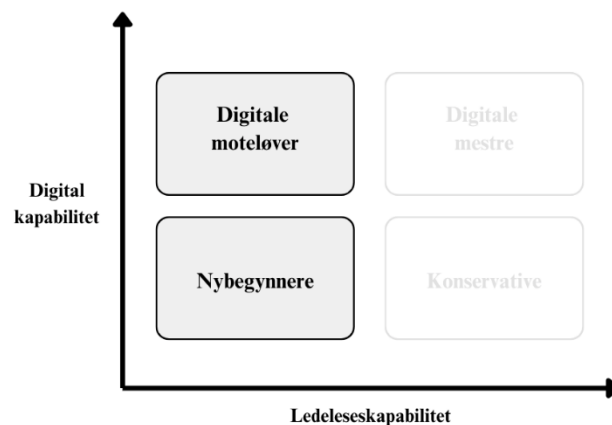 Digitale
moteløver
Digitale
mestre
Digital
kapabilitet
Nybegynnere
Konservative
Ledeleseskapabilitet